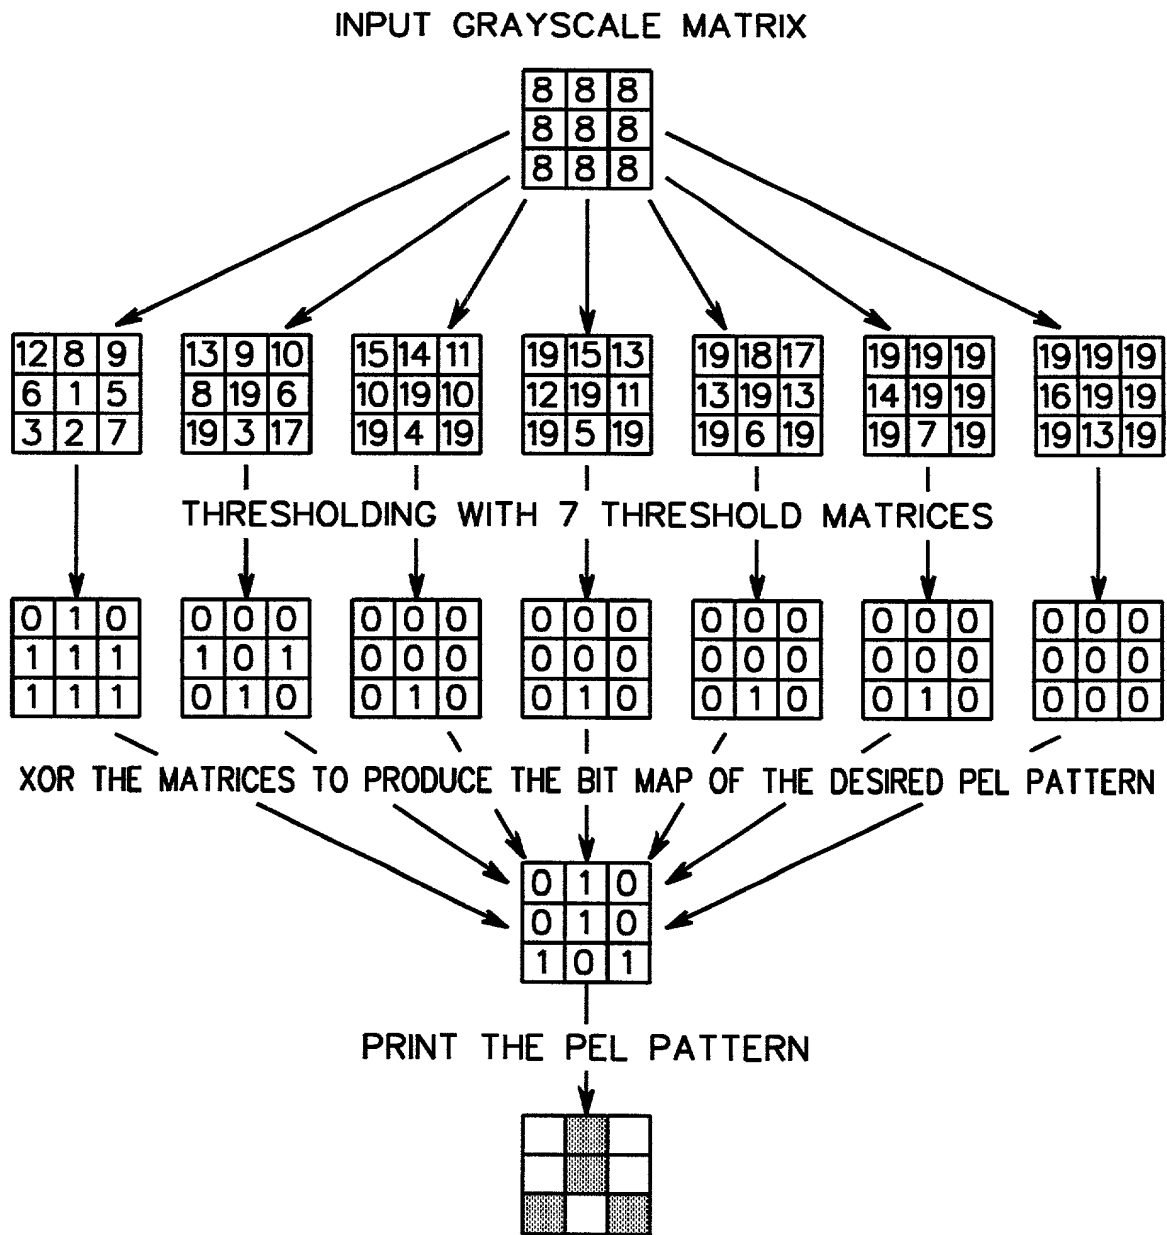 INPUT GRAYSCALE MATRIX
8 8 8
8 8 8
8 8 8
12 8 9 13 9 10 15 14 11 19 15 13 19 18 17 19 19 19 19 19 19
6 1 5 8 19 6 10 19 10 12 19 11 13 19 13 14 19 19 16 19 19
3 2 7 19 3 17 19 4 19 19 5 19 19 6 19 19 7 19 19 13 19
THRESHOLDING WITH 7 THRESHOLD MATRICES
0 1 0 0 0 0 0 0 0 0 0 0 0 0 0 0 0 0 0 0 0
1 1 1 1 0 1 0 0 0 0 0 0 0 0 0 0 0 0 0 0 0
1 1 1 0 1 0 0 1 0 0 1 0 0 1 0 0 1 0 0 0 0
XOR THE MATRICES TO PRODUCE THE BIT MAP OF THE DESIRED PEL PATTERN
0 1 0
0 1 0
1 0 1
PRINT THE PEL PATTERN